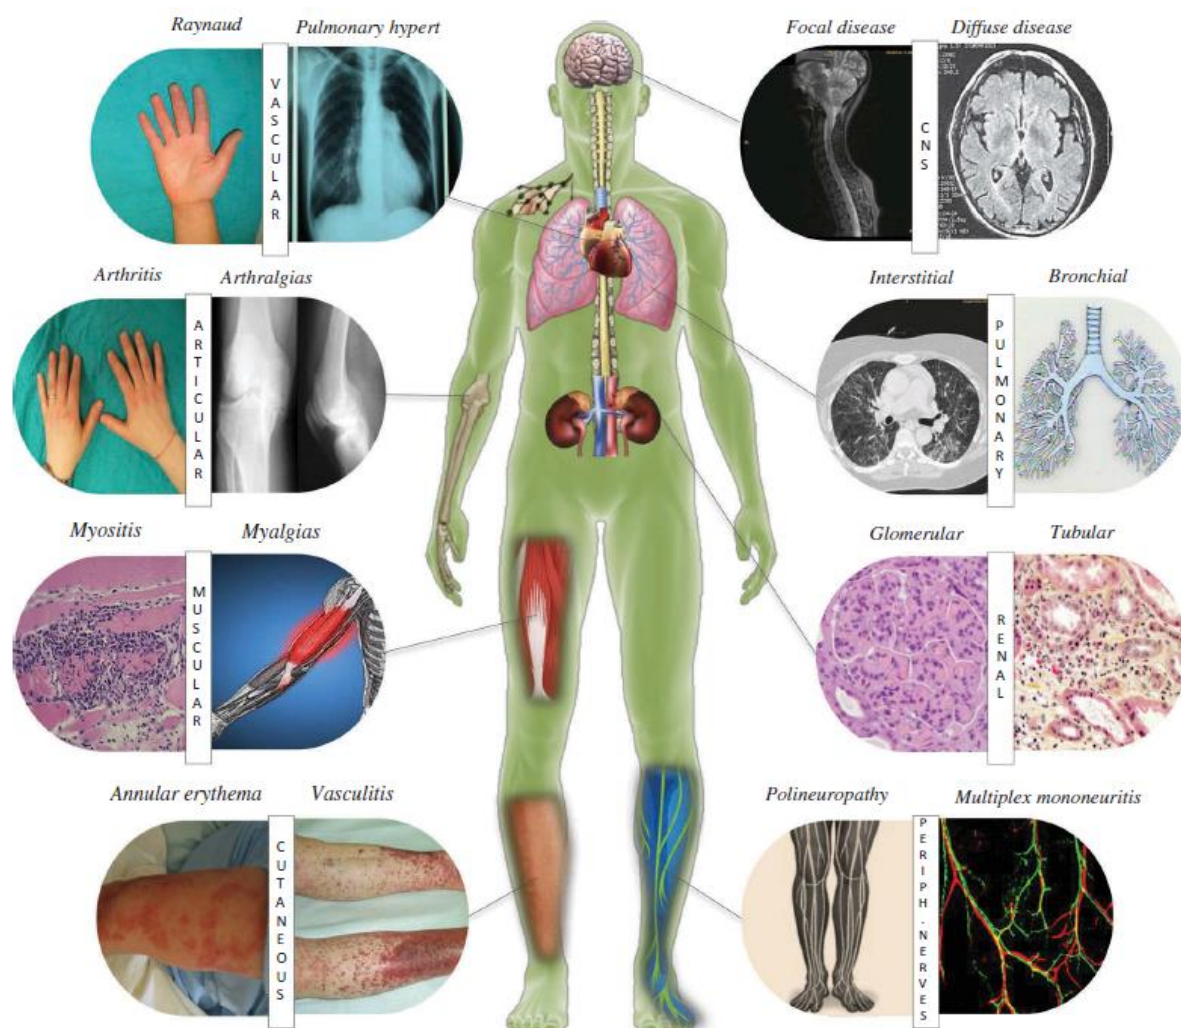 Raynaud
Pulmonary hypert
VASCULAR
Focal disease
Diffuse disease
CNS
Arthritis
Arthralgias
ARTICULAR
Interstitial
Bronchial
PULMONARY
Myositis
Myalgias
MUSCULAR
Glomerular
Tubular
RENAL
Annular erythema
Vasculitis
CUTANEOUS
Polineuropathy
Multiplex mononeuritis
PERIPH.NERVES